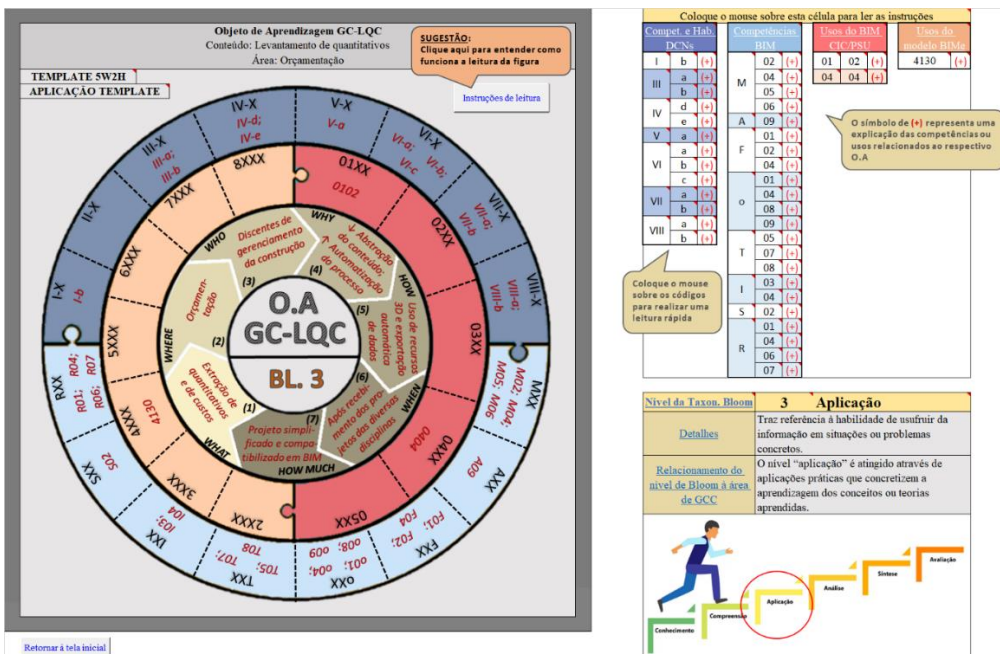 Objeto de Aprendizagem GC-LQC
Conteúdo: Levantamento de quantitativos
Área: Orçamentação
SUGESTÃO:
Clique aqui para entender como
funciona a leitura da figura
Instruções de leitura
TEMPLATE 5W2H
APLICAÇÃO TEMPLATE
I-X
I-b
II-X
III-X
III-a;
III-b
IV-X
IV-d;
IV-e
V-X
V-a
VI-X
VI-a; VI-b;
VI-c
VII-X
VII-a;
VII-b
VIII-X
VIII-a;
VIII-b
MXX
M02; M04;
M05; M06
AXX
A09
FXX
F01; F02;
F04
oXX
o01; o04;
o08; o09
TXX
T05; T07;
T08
IXX
I03;
I04
SXX
S02
RXX
R01; R04;
R06; R07
01XX
0102
02XX
03XX
04XX
0404
05XX
2XXX
3XXX
4XXX
4130
5XXX
6XXX
7XXX
8XXX
WHAT
(1)
Extração de
quantitativos
e de custos
WHERE
(2)
Orçamen-
tação
WHO
(3)
Discentes de
gerenciamento
da construção
WHY
(4)
↓ Abstração
do conteúdo;
↑ Automatização
do processo
HOW
(5)
Uso de recursos
3D e exportação
automática
de dados
WHEN
(6)
Após recebi-
mento dos pro-
jetos das diversas
disciplinas
HOW MUCH
(7)
Projeto simpli-
ficado e compa-
tibilizado em BIM
O.A
GC-LQC
BL. 3
Retornar á tela inicial
Coloque o mouse sobre esta célula para ler as instruções
Compet. e Hab.
DCNs
I b (+)
III a (+)
b (+)
IV d (+)
e (+)
V a (+)
VI a (+)
b (+)
c (+)
VII a (+)
b (+)
VIII a (+)
b (+)
Competências
BIM
M 02 (+)
04 (+)
05 (+)
06 (+)
A 09 (+)
F 01 (+)
02 (+)
04 (+)
o 01 (+)
04 (+)
08 (+)
09 (+)
T 05 (+)
07 (+)
08 (+)
I 03 (+)
04 (+)
S 02 (+)
R 01 (+)
04 (+)
06 (+)
07 (+)
Usos do BIM
CIC/PSU
01 02 (+)
04 04 (+)
Usos do
modelo BIMe
4130 (+)
O símbolo de (+) representa uma
explicação das competências ou
usos relacionados ao respectivo
O.A
Coloque o mouse
sobre os códigos
para realizar uma
leitura rápida
Nivel da Taxon. Bloom
3 Aplicação
Detalhes
Traz referência à habilidade de usufruir da
informação em situações ou problemas
concretos.
Relacionamento do
nivel de Bloom à área
de GCC
O nível “aplicação” é atingido através de
aplicações práticas que concretizem a
aprendizagem dos conceitos ou teorias
aprendidas.
Conhecimento
Compreensão
Aplicação
Análise
Síntese
Avaliação